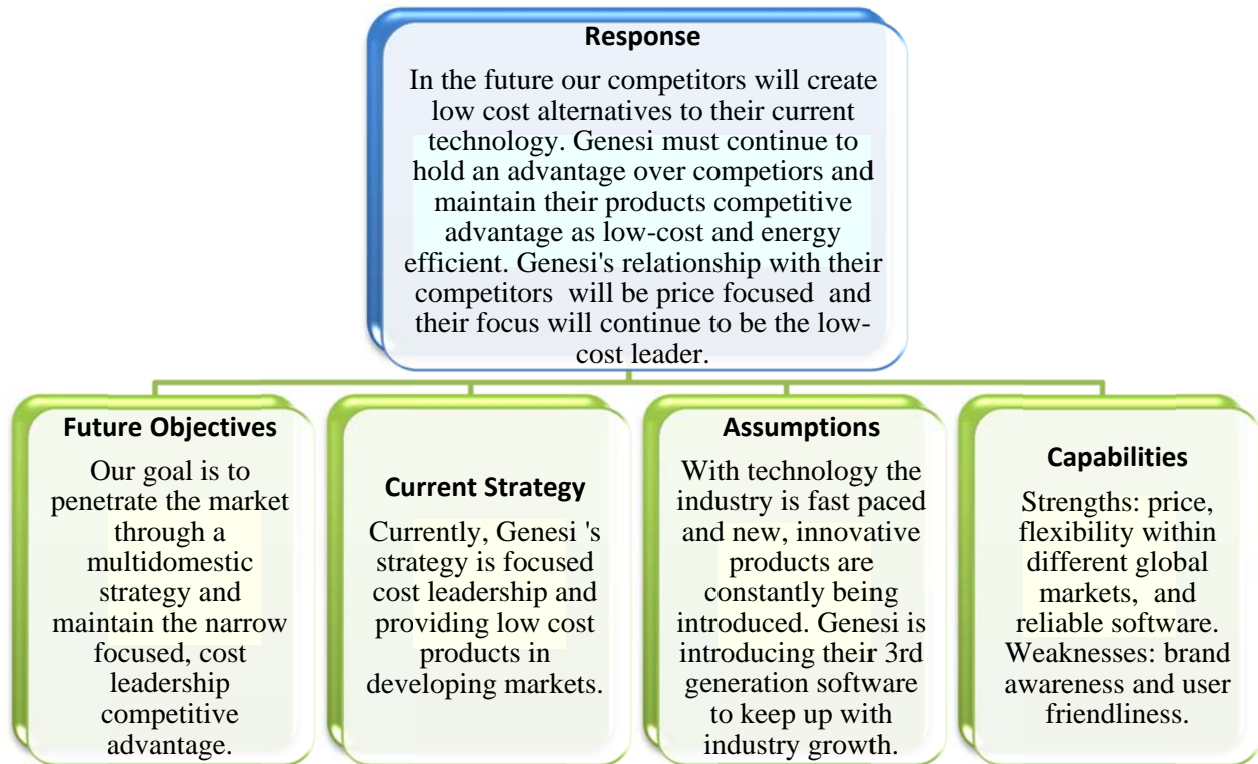 Response
In the future our competitors will create
low cost alternatives to their current
technology. Genesi must continue to
hold an advantage over competiors and
maintain their products competitive
advantage as low-cost and energy
efficient. Genesi's relationship with their
competitors  will be price focused  and
their focus will continue to be the low-
cost leader.
Future Objectives
Our goal is to
penetrate the market
through a
multidomestic
strategy and
maintain the narrow
focused, cost
leadership
competitive
advantage.
Current Strategy
Currently, Genesi 's
strategy is focused
cost leadership and
providing low cost
products in
developing markets.
Assumptions
With technology the
industry is fast paced
and new, innovative
products are
constantly being
introduced. Genesi is
introducing their 3rd
generation software
to keep up with
industry growth.
Capabilities
Strengths: price,
flexibility within
different global
markets,  and
reliable software.
Weaknesses: brand
awareness and user
friendliness.